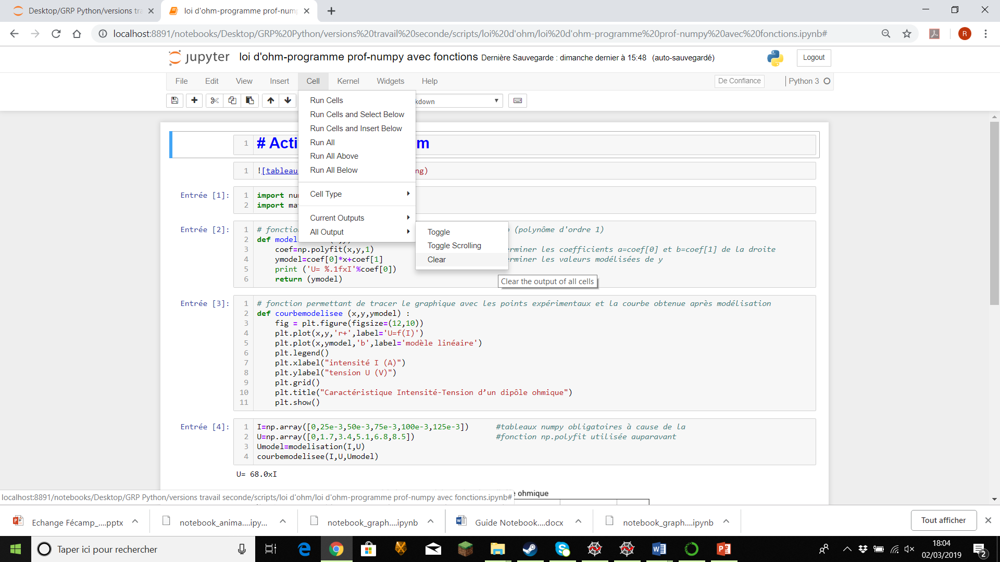 Desktop/GRP Python/versions tra
loi d'ohm-programme prof-nump
localhost:8891/notebooks/Desktop/GRP%20Python/versions%20travail%20seconde/scripts/loi%20d'ohm/loi%20d'ohm-programme%20prof-numpy%20avec%20fonctions.ipynb#
R
jupyter loi d'ohm-programme prof-numpy avec fonctions Dernière Sauvegarde : dimanche dernier à 15:48 (auto-sauvegardé)
Logout
File Edit View Insert Cell Kernel Widgets Help
De Confiance
Python 3
kdown
Run Cells
Run Cells and Select Below
Run Cells and Insert Below
Run All
Run All Above
Run All Below
Cell Type
Current Outputs
All Output
Toggle
Toggle Scrolling
Clear
Clear the output of all cells
1 # Acti m
1 ![tableau ng)
Entrée [1]:
1 import num
2 import ma
Entrée [2]:
1 # fonction (polynôme d'ordre 1)
2 def model
3 coef=np.polyfit(x,y,1) erminer les coefficients a=coef[0] et b=coef[1] de la droite
4 ymodel=coef[0]*x+coef[1] erminer les valeurs modélisées de y
5 print ('U= %.1fxI'%coef[0])
6 return (ymodel)
Entrée [3]:
1 # fonction permettant de tracer le graphique avec les points expérimentaux et la courbe obtenue après modélisation
2 def courbemodelisee (x,y,ymodel) :
3 fig = plt.figure(figsize=(12,10))
4 plt.plot(x,y,'r+',label='U=f(I)')
5 plt.plot(x,ymodel,'b',label='modèle linéaire')
6 plt.legend()
7 plt.xlabel("intensité I (A)")
8 plt.ylabel("tension U (V)")
9 plt.grid()
10 plt.title("Caractéristique Intensité-Tension d’un dipôle ohmique")
11 plt.show()
Entrée [4]:
1 I=np.array([0,25e-3,50e-3,75e-3,100e-3,125e-3]) #tableaux numpy obligatoires à cause de la
2 U=np.array([0,1.7,3.4,5.1,6.8,8.5]) #fonction np.polyfit utilisée auparavant
3 Umodel=modelisation(I,U)
4 courbemodelisee(I,U,Umodel)
U= 68.0xI
ohmique
localhost:8891/notebooks/Desktop/GRP Python/versions travail seconde/scripts/loi d'ohm/loi d'ohm-programme prof-numpy avec fonctions.ipynb#
Echange Fécamp_....pptx
notebook_anima....ipy...
notebook_graph....ipynb
Guide Notebook....docx
notebook_graph....ipynb
Tout afficher
Taper ici pour rechercher
18:04
02/03/2019
2